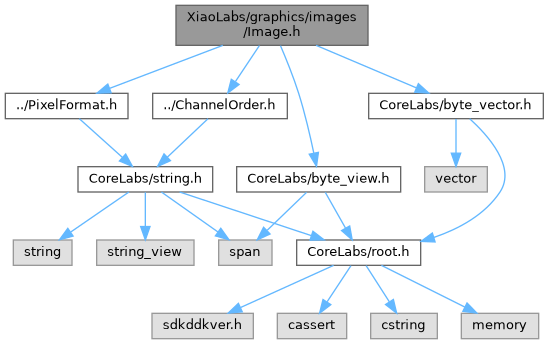 XiaoLabs/graphics/images
/Image.h
../PixelFormat.h
../ChannelOrder.h
CoreLabs/byte_vector.h
CoreLabs/string.h
CoreLabs/byte_view.h
vector
string
string_view
span
CoreLabs/root.h
sdkddkver.h
cassert
cstring
memory